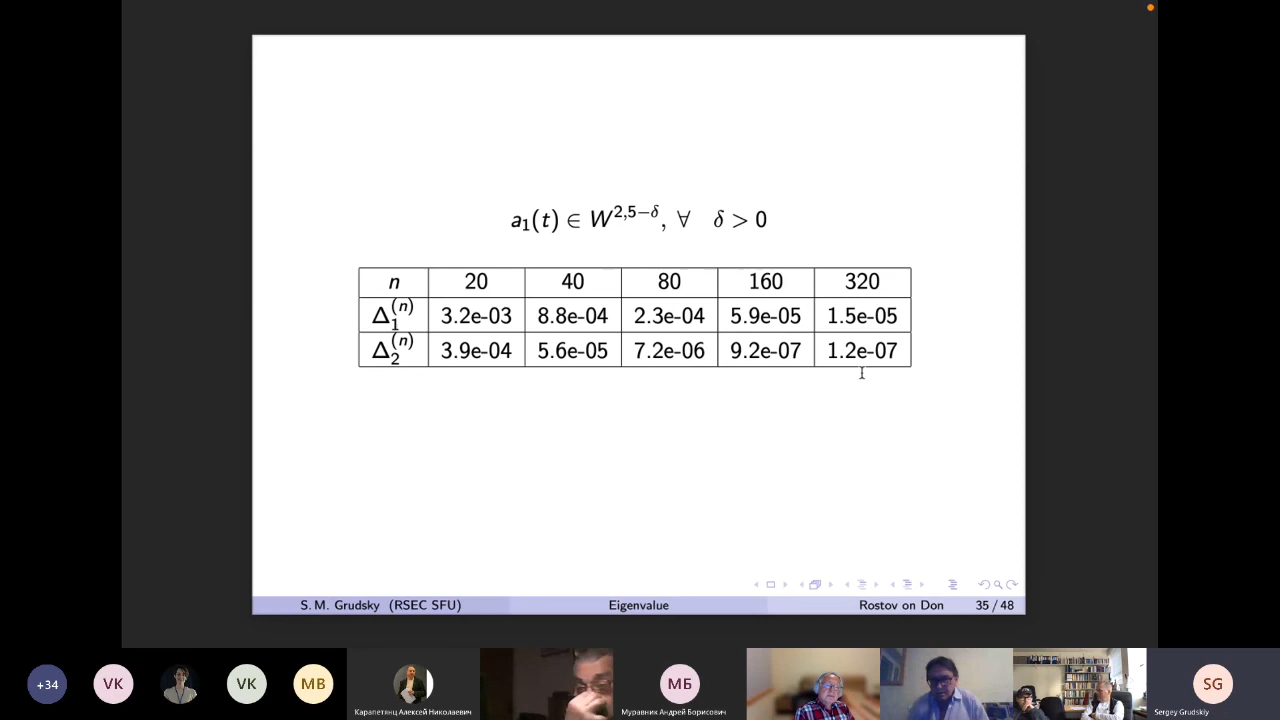 a₁(t) ∈ W^{2,5−δ}, ∀ δ > 0
n 20 40 80 160 320
Δ₁^{(n)} 3.2e-03 8.8e-04 2.3e-04 5.9e-05 1.5e-05
Δ₂^{(n)} 3.9e-04 5.6e-05 7.2e-06 9.2e-07 1.2e-07
S. M. Grudsky (RSEC SFU) Eigenvalue Rostov on Don 35 / 48
+34 VK VK MB МБ SG
Карапетянц Алексей Николаевич Муравник Андрей Борисович Sergey Grudskiy